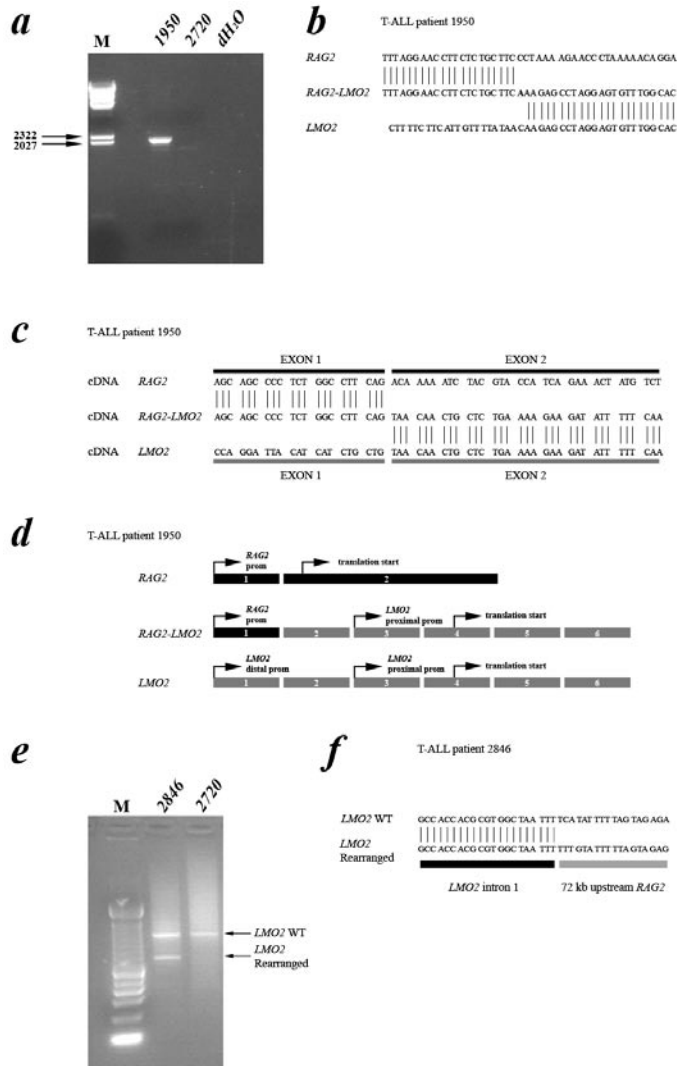 a
M 1950 2720 dH₂O
2322
2027
b
T-ALL patient 1950
RAG2 TTT AGG AAC CTT CTC TGC TTC CCT AAA AGA ACC CTA AAA ACA GGA
RAG2-LMO2 TTT AGG AAC CTT CTC TGC TTC AAA GAG CCT AGG AGT GTT TGG CAC
LMO2 CTT TTC TTC ATT GTT TTA TAA CAA GAG CCT AGG AGT GTT TGG CAC
c
T-ALL patient 1950
EXON 1 EXON 2
cDNA RAG2 AGC AGC CCC TCT GGC CTT CAG ACA AAA ATC TAC GTA CCA TCA GAA ACT ATG TCT
cDNA RAG2-LMO2 AGC AGC CCC TCT GGC CTT CAG TAA CAA CTG CTC TGA AAA GAA GAT ATT TTT CAA
cDNA LMO2 CCA GGA TTA CAT CAT CTG CTG TAA CAA CTG CTC TGA AAA GAA GAT ATT TTT CAA
EXON 1 EXON 2
d
T-ALL patient 1950
RAG2 prom translation start
RAG2 1 2
RAG2 prom LMO2 proximal prom translation start
RAG2-LMO2 1 2 3 4 5 6
LMO2 distal prom LMO2 proximal prom translation start
LMO2 1 2 3 4 5 6
e
M 2846 2720
LMO2 WT
LMO2
Rearranged
f
T-ALL patient 2846
LMO2 WT GCC ACC ACG CGT GGC TAA TTT TCA TAT TTT TAG TAG AGA
LMO2
Rearranged GCC ACC ACG CGT GGC TAA TTT TTT GTA TTT TTA GTA GAG
LMO2 intron 1 72 kb upstream RAG2